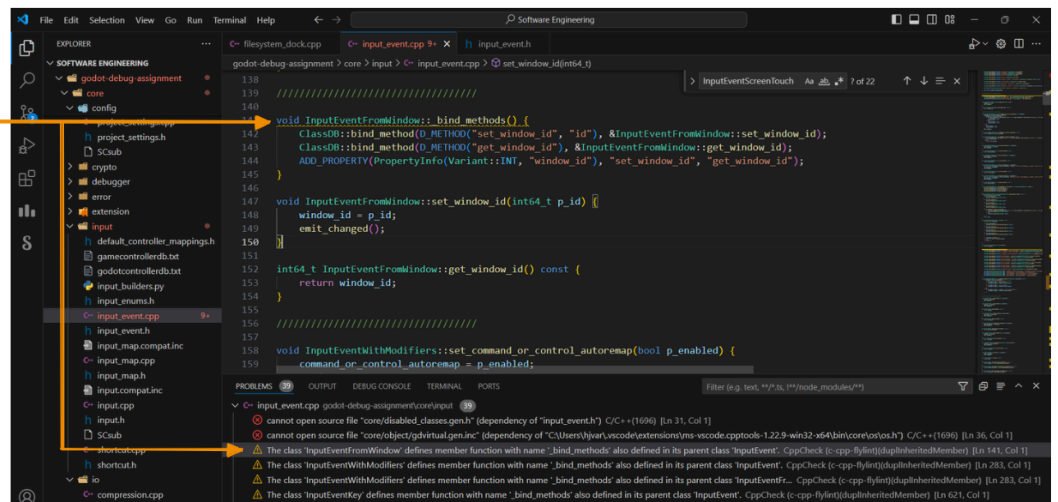 File Edit Selection View Go Run Terminal Help
Software Engineering
EXPLORER
filesystem_dock.cpp
input_event.cpp 9+
input_event.h
SOFTWARE ENGINEERING
godot-debug-assignment > core > input > input_event.cpp > set_window_id(int64_t)
godot-debug-assignment
core
config
project_settings.cpp
project_settings.h
SCsub
crypto
debugger
error
extension
input
default_controller_mappings.h
gamecontrollerdb.txt
godotcontrollerdb.txt
input_builders.py
input_enums.h
input_event.cpp 9+
input_event.h
input_map.compat.inc
input_map.cpp
input_map.h
input.compat.inc
input.cpp
input.h
SCsub
shortcut.cpp
shortcut.h
io
compression.cpp
InputEventScreenTouch Aa ab .* ? of 22
138
139 //////////////////////////////////
140
141 void InputEventFromWindow::_bind_methods() {
142 ClassDB::bind_method(D_METHOD("set_window_id", "id"), &InputEventFromWindow::set_window_id);
143 ClassDB::bind_method(D_METHOD("get_window_id"), &InputEventFromWindow::get_window_id);
144 ADD_PROPERTY(PropertyInfo(Variant::INT, "window_id"), "set_window_id", "get_window_id");
145 }
146
147 void InputEventFromWindow::set_window_id(int64_t p_id) {
148 window_id = p_id;
149 emit_changed();
150 }
151
152 int64_t InputEventFromWindow::get_window_id() const {
153 return window_id;
154 }
155
156 //////////////////////////////////
157
158 void InputEventWithModifiers::set_command_or_control_autoremap(bool p_enabled) {
159 command_or_control_autoremap = p_enabled;
PROBLEMS 39 OUTPUT DEBUG CONSOLE TERMINAL PORTS
Filter (e.g. text, **/*.ts, !**/node_modules/**)
input_event.cpp godot-debug-assignment\core\input 39
cannot open source file "core/disabled_classes.gen.h" (dependency of "input_event.h") C/C++(1696) [Ln 31, Col 1]
cannot open source file "core/object/gdvirtual.gen.inc" (dependency of "C:\Users\hjvar\.vscode\extensions\ms-vscode.cpptools-1.22.9-win32-x64\bin\core\os\os.h") C/C++(1696) [Ln 36, Col 1]
The class 'InputEventFromWindow' defines member function with name '_bind_methods' also defined in its parent class 'InputEvent'. CppCheck (c-cpp-flylint)(duplInheritedMember) [Ln 141, Col 1]
The class 'InputEventWithModifiers' defines member function with name '_bind_methods' also defined in its parent class 'InputEvent'. CppCheck (c-cpp-flylint)(duplInheritedMember) [Ln 283, Col 1]
The class 'InputEventWithModifiers' defines member function with name '_bind_methods' also defined in its parent class 'InputEventFr... CppCheck (c-cpp-flylint)(duplInheritedMember) [Ln 283, Col 1]
The class 'InputEventKey' defines member function with name '_bind_methods' also defined in its parent class 'InputEvent'. CppCheck (c-cpp-flylint)(duplInheritedMember) [Ln 621, Col 1]